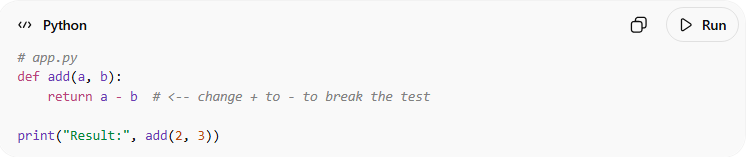 Python
Run
# app.py
def add(a, b):
    return a - b  # <-- change + to - to break the test
print("Result:", add(2, 3))